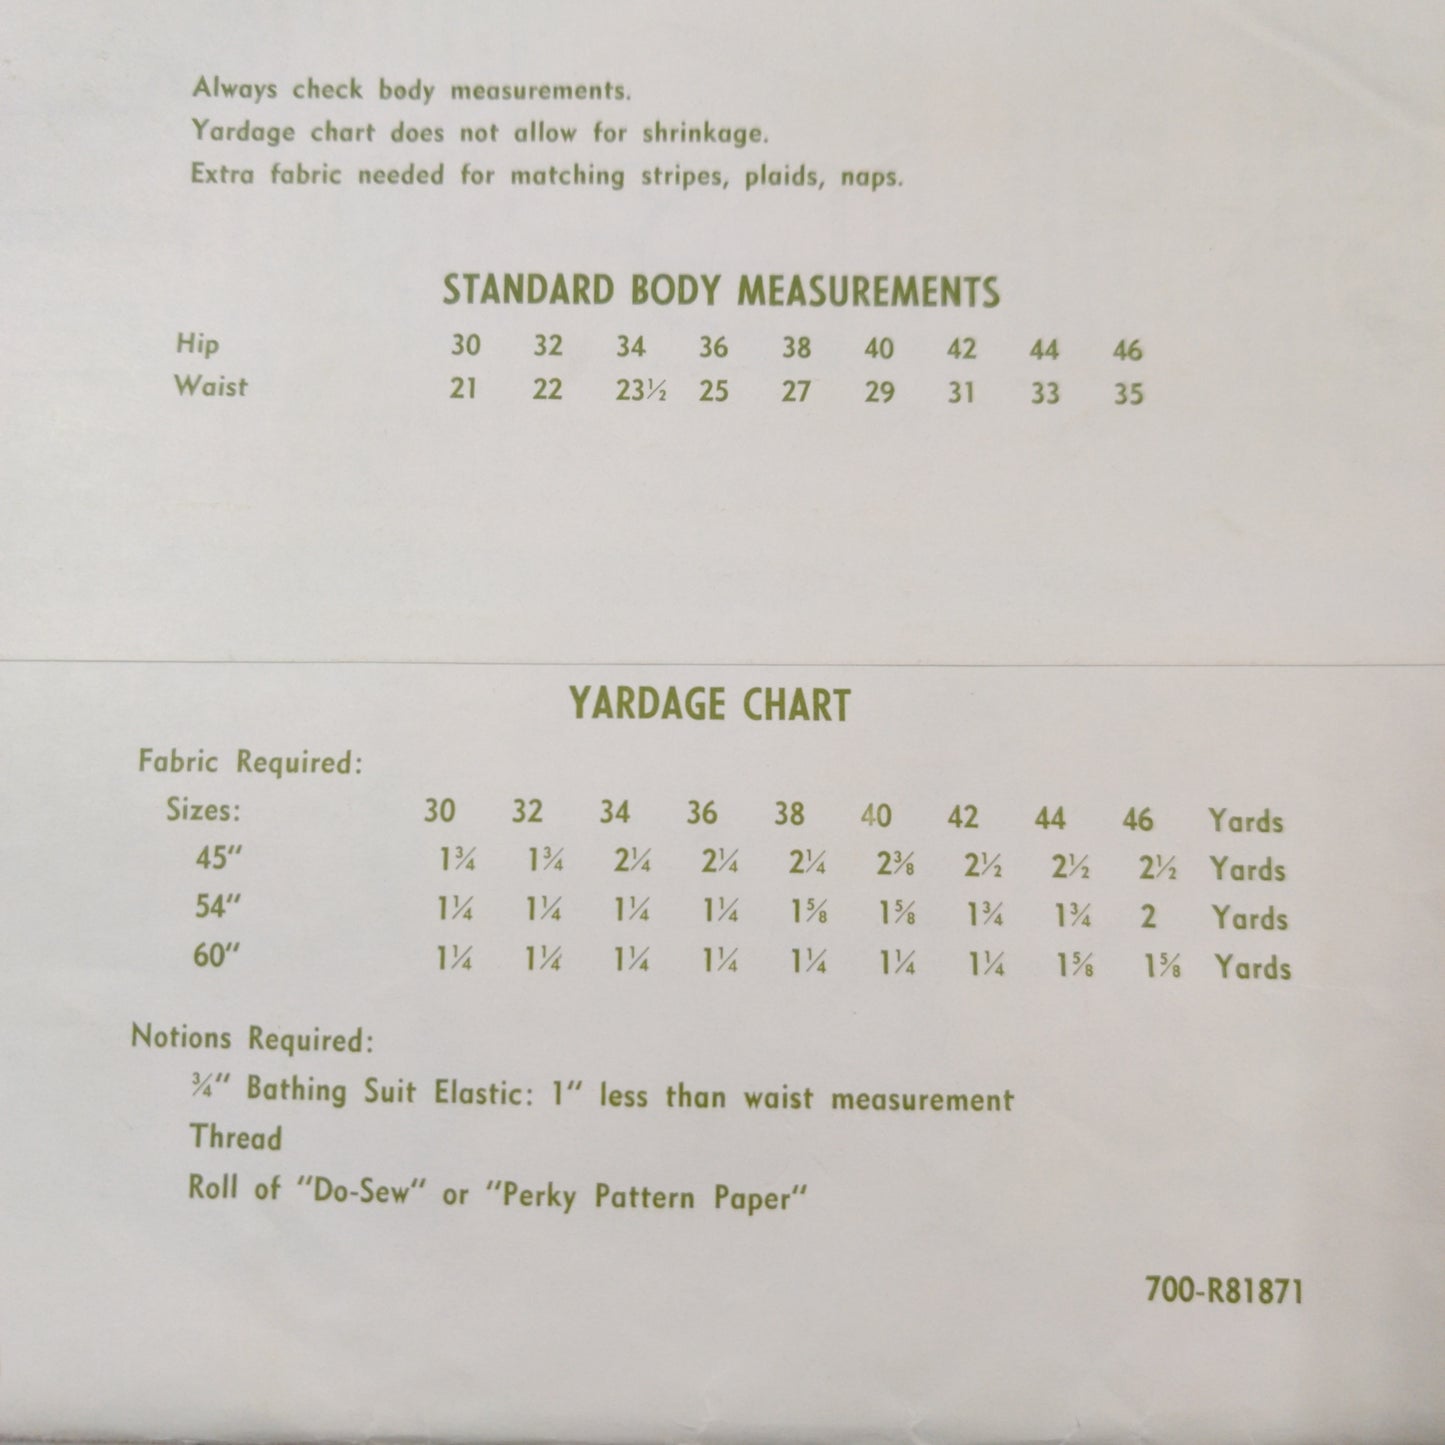 Always check body measurements.
Yardage chart does not allow for shrinkage.
Extra fabric needed for matching stripes, plaids, naps.
STANDARD BODY MEASUREMENTS
Hip 30 32 34 36 38 40 42 44 46
Waist 21 22 23½ 25 27 29 31 33 35
YARDAGE CHART
Fabric Required:
Sizes: 30 32 34 36 38 40 42 44 46 Yards
45" 1¾ 1¾ 2¼ 2¼ 2¼ 2⅜ 2½ 2½ 2½ Yards
54" 1¼ 1¼ 1¼ 1¼ 1⅝ 1⅝ 1¾ 1¾ 2 Yards
60" 1¼ 1¼ 1¼ 1¼ 1¼ 1¼ 1¼ 1⅝ 1⅝ Yards
Notions Required:
¾" Bathing Suit Elastic: 1" less than waist measurement
Thread
Roll of "Do-Sew" or "Perky Pattern Paper"
700-R81871